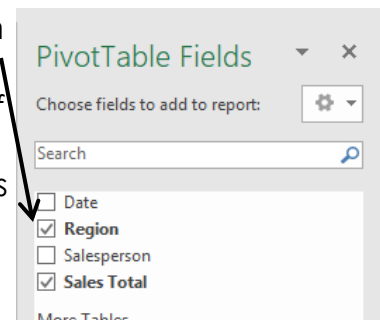 PivotTable Fields
Choose fields to add to report:
Search
Date
Region
Salesperson
Sales Total
More Tables